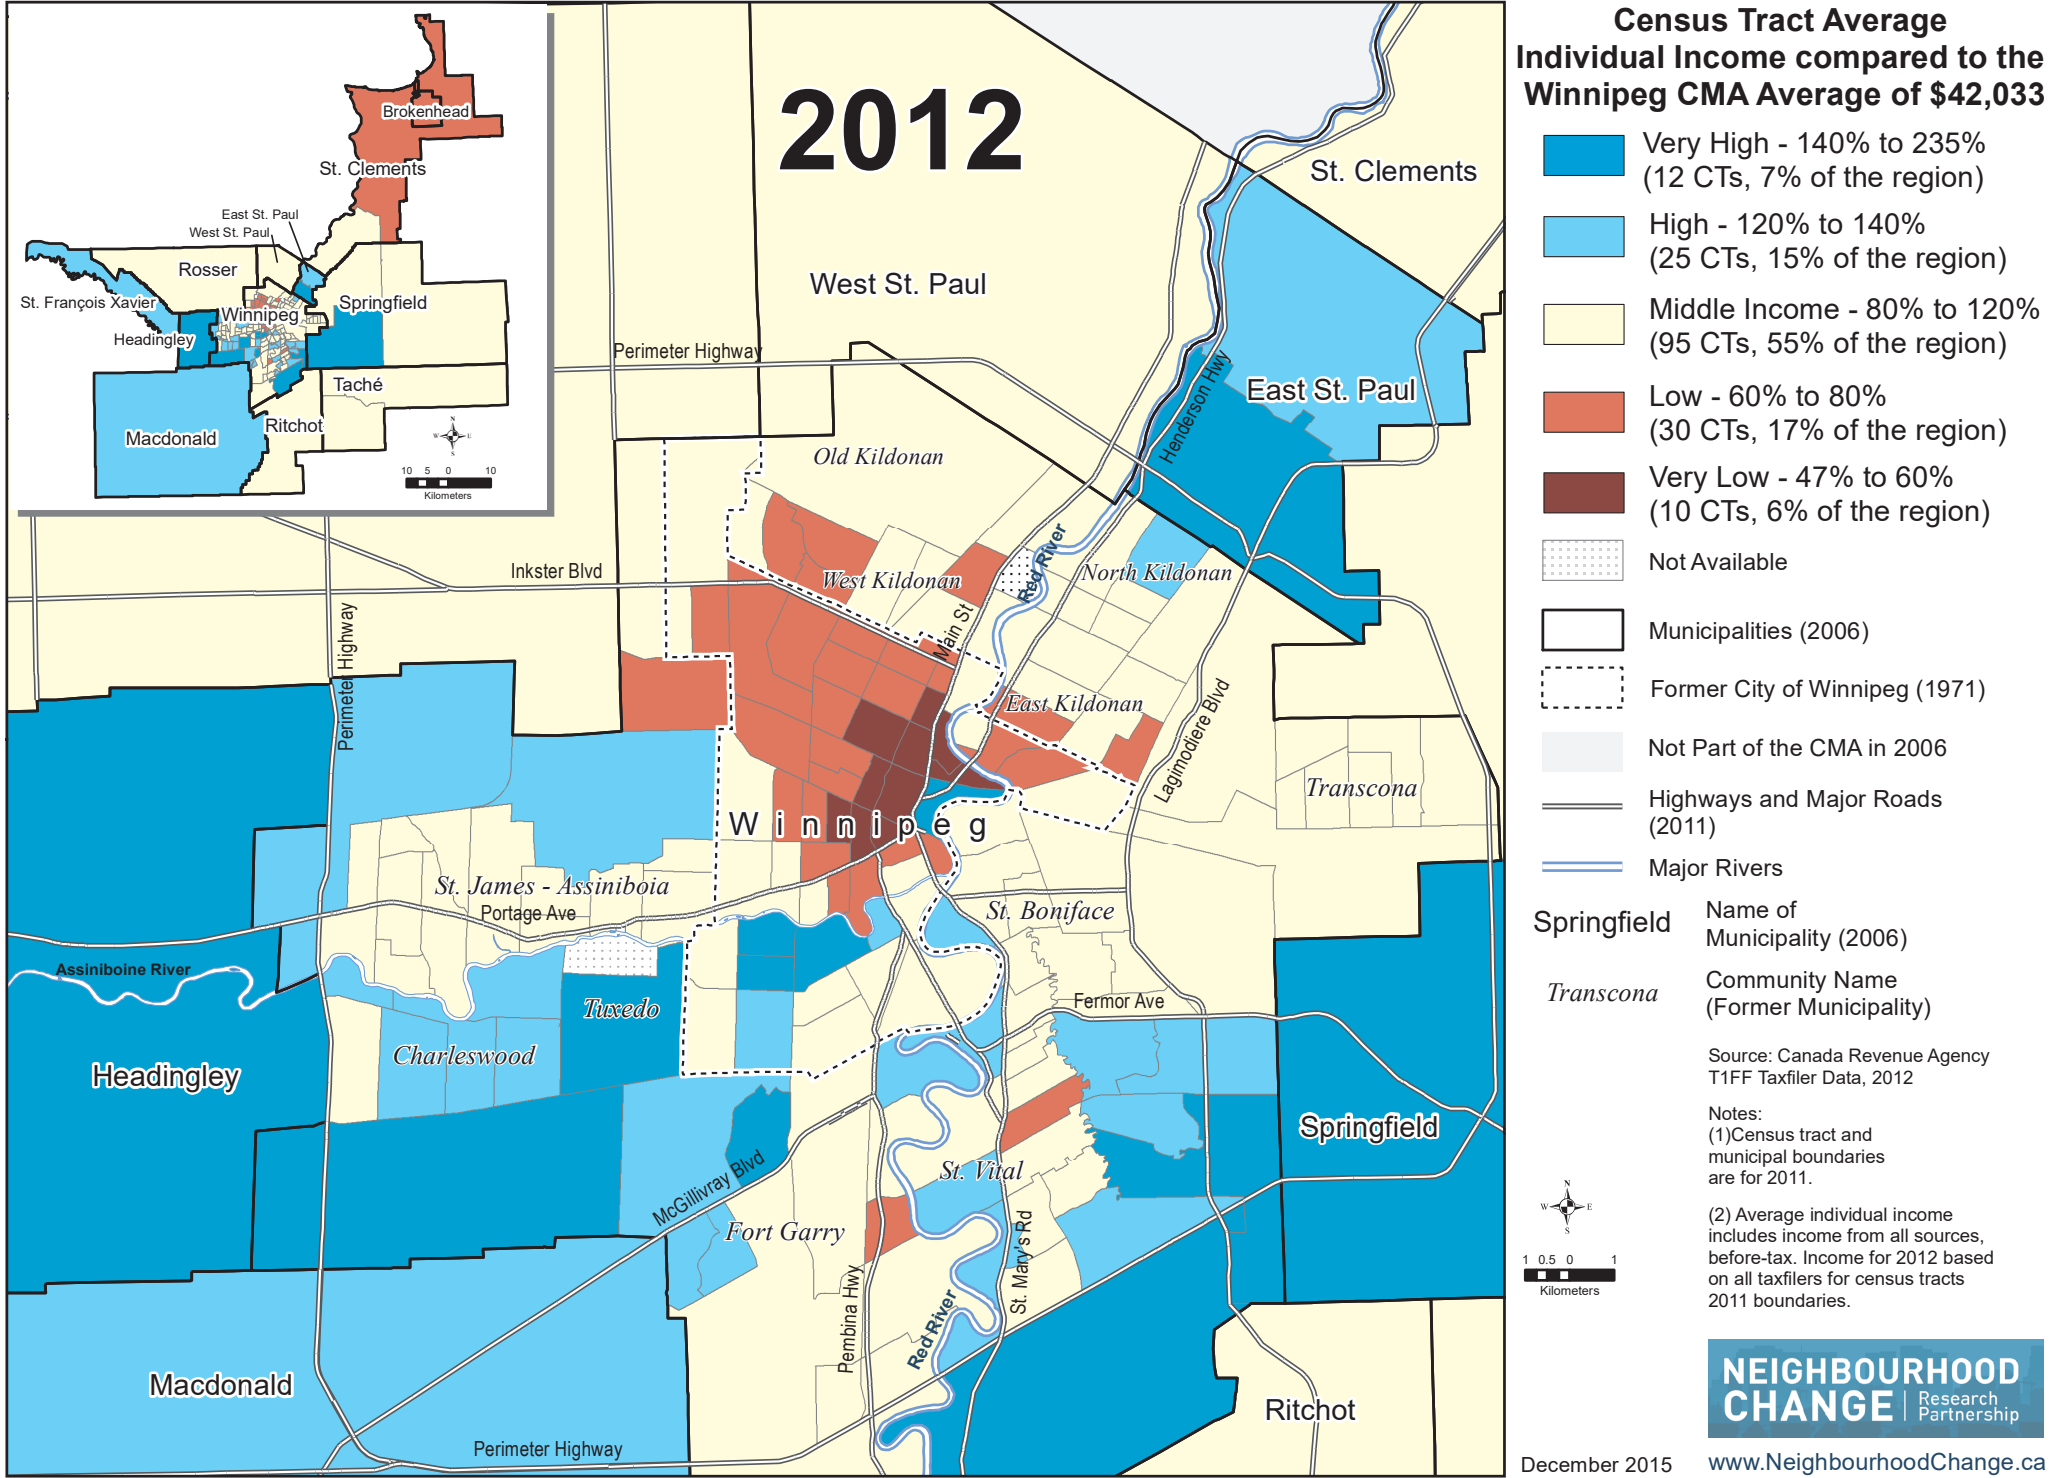 2012
Brokenhead
St. Clements
East St. Paul
West St. Paul
Rosser
St. François Xavier
Springfield
Winnipeg
Headingley
Taché
Ritchot
Macdonald
N
W E
S
10 5 0 10
Kilometers
St. Clements
West St. Paul
Perimeter Highway
Henderson Hwy
East St. Paul
Old Kildonan
Inkster Blvd
West Kildonan
Red River
North Kildonan
Main St
Perimeter Highway
East Kildonan
Lagimodiere Blvd
Transcona
Winnipeg
St. James - Assiniboia
Portage Ave
St. Boniface
Assiniboine River
Tuxedo
Fermor Ave
Charleswood
Headingley
Springfield
McGillivray Blvd
St. Vital
Fort Garry
St. Mary's Rd
Pembina Hwy
Red River
Macdonald
Ritchot
Perimeter Highway
Census Tract Average
Individual Income compared to the
Winnipeg CMA Average of $42,033
Very High - 140% to 235%
(12 CTs, 7% of the region)
High - 120% to 140%
(25 CTs, 15% of the region)
Middle Income - 80% to 120%
(95 CTs, 55% of the region)
Low - 60% to 80%
(30 CTs, 17% of the region)
Very Low - 47% to 60%
(10 CTs, 6% of the region)
Not Available
Municipalities (2006)
Former City of Winnipeg (1971)
Not Part of the CMA in 2006
Highways and Major Roads
(2011)
Major Rivers
Springfield
Name of
Municipality (2006)
Transcona
Community Name
(Former Municipality)
Source: Canada Revenue Agency
T1FF Taxfiler Data, 2012
Notes:
(1)Census tract and
municipal boundaries
are for 2011.
(2) Average individual income
includes income from all sources,
before-tax. Income for 2012 based
on all taxfilers for census tracts
2011 boundaries.
N
W E
S
1 0.5 0 1
Kilometers
NEIGHBOURHOOD
CHANGE
Research
Partnership
December 2015
www.NeighbourhoodChange.ca